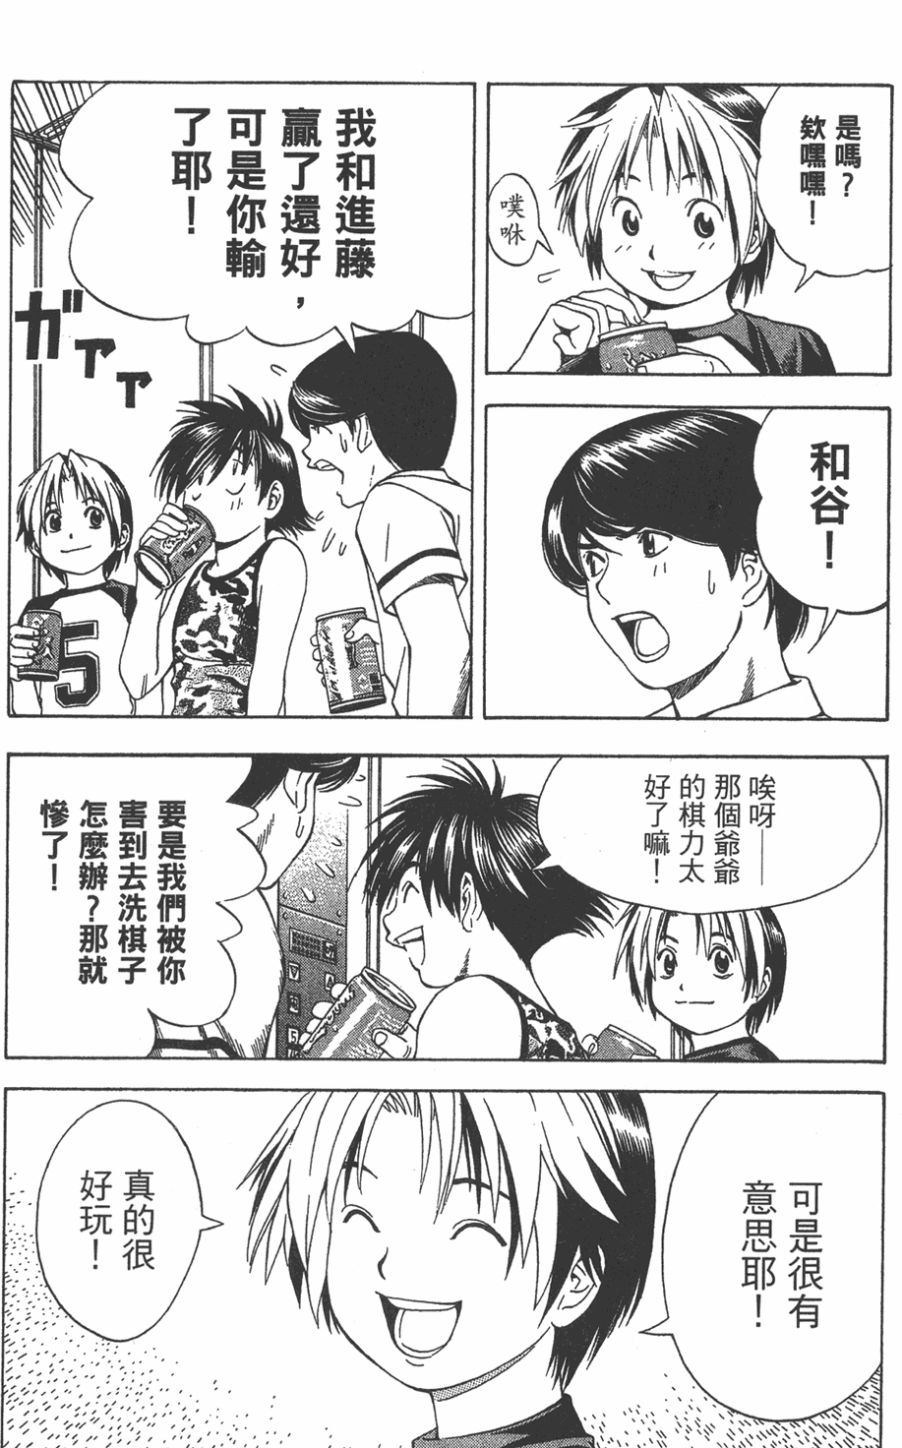 是嗎？
欸嘿嘿！
噗咻
和谷！
我和進藤
贏了還好，
可是你輸
了耶！
ガァァ
唉呀——
那個爺爺
的棋力太
好了嘛！
要是我們被你
害到去洗棋子
怎麼辦？那就
慘了！
可是很有
意思耶！
真的很
好玩！
5